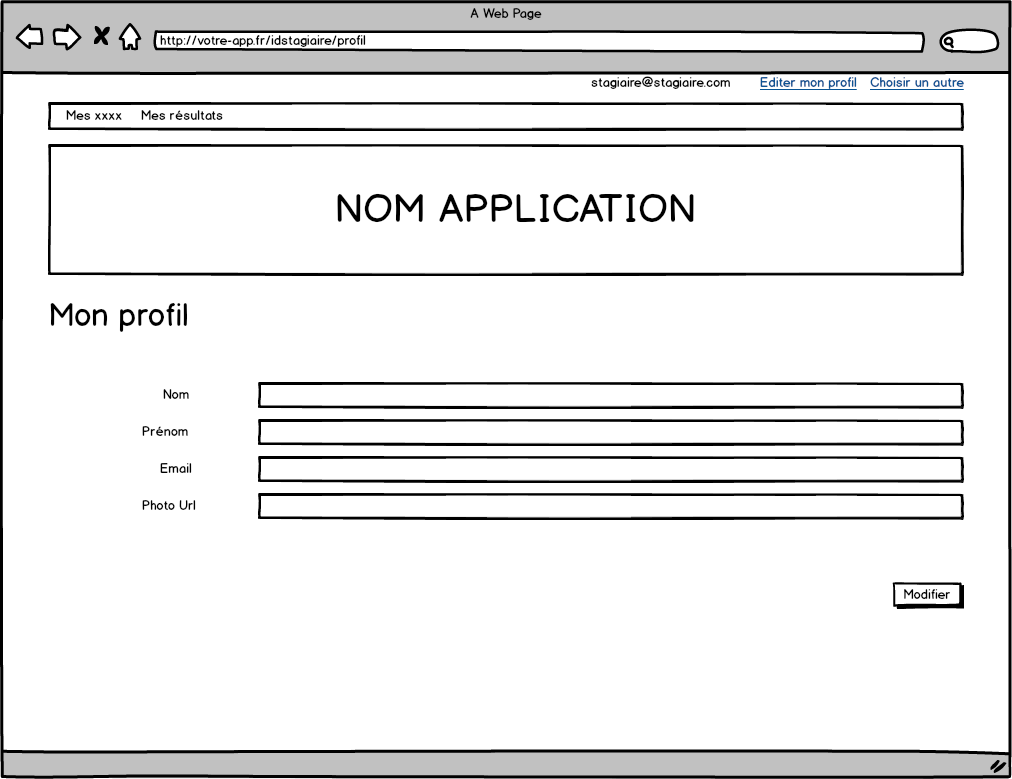 A Web Page
http://votre-app.fr/idstagiaire/profil
stagiaire@stagiaire.com Editer mon profil Choisir un autre
Mes xxxx Mes résultats
NOM APPLICATION
Mon profil
Nom
Prénom
Email
Photo Url
Modifier